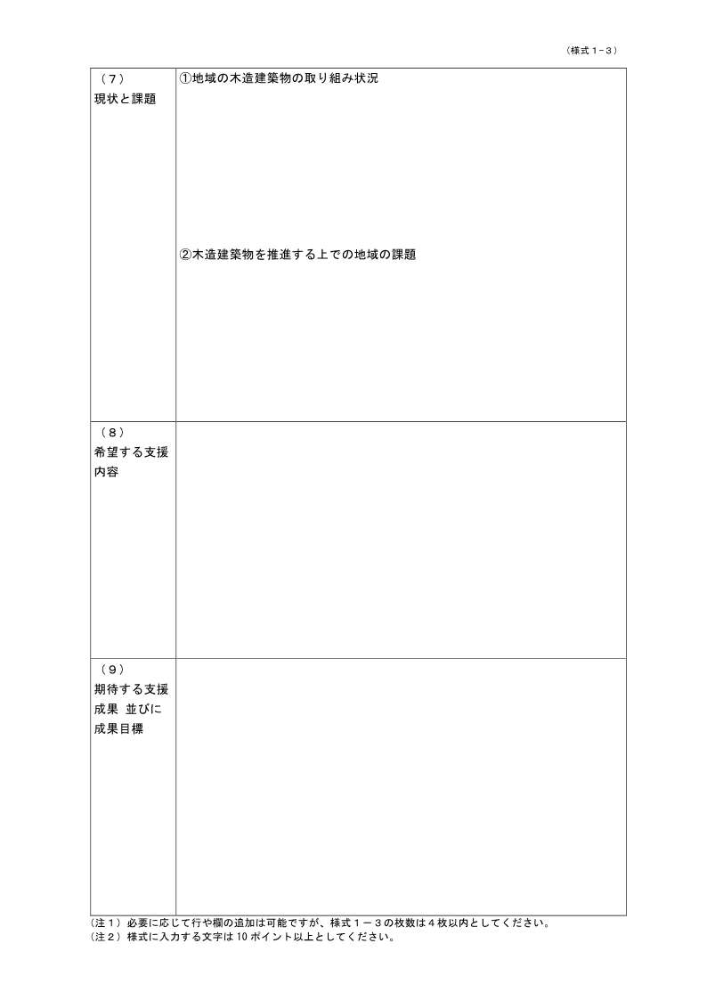 （様式１-３）
（７）
現状と課題
①地域の木造建築物の取り組み状況
②木造建築物を推進する上での地域の課題
（８）
希望する支援
内容
（９）
期待する支援
成果 並びに
成果目標
（注１）必要に応じて行や欄の追加は可能ですが、様式１－３の枚数は４枚以内としてください。
（注２）様式に入力する文字は 10 ポイント以上としてください。